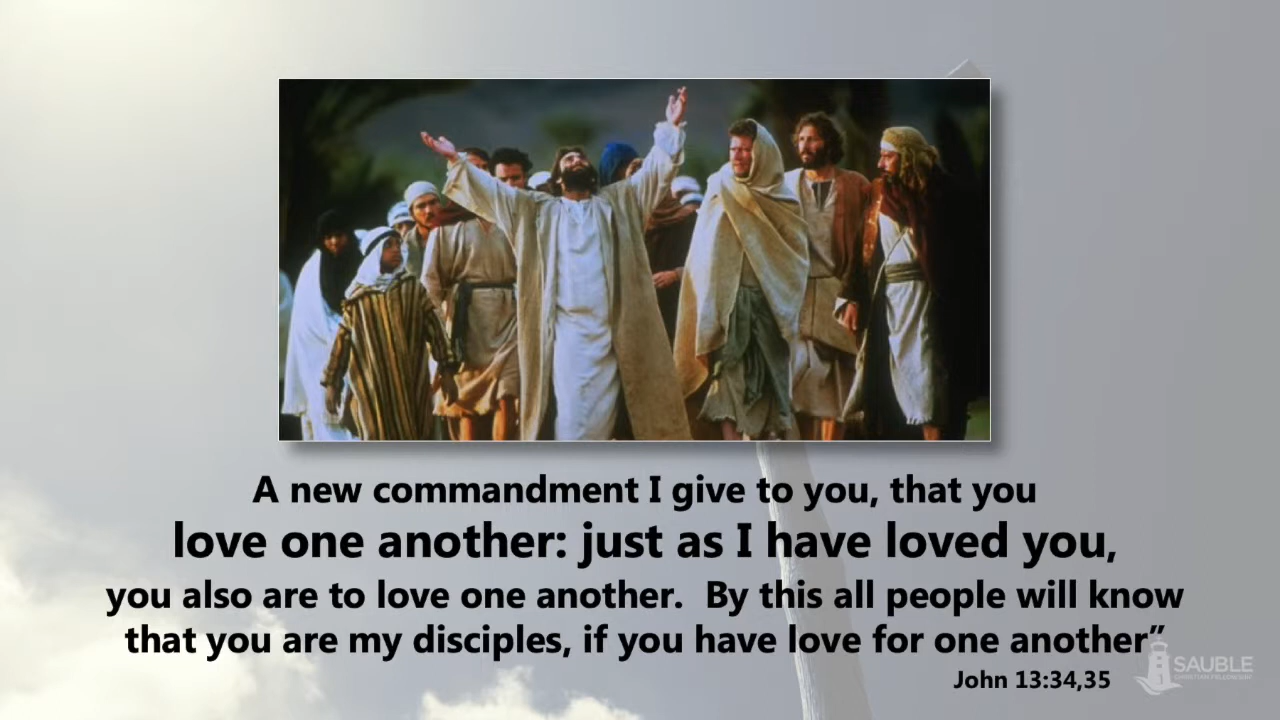 A new commandment I give to you, that you
love one another: just as I have loved you,
you also are to love one another.  By this all people will know
that you are my disciples, if you have love for one another”
John 13:34,35
SAUBLE
CHRISTIAN FELLOWSHIP